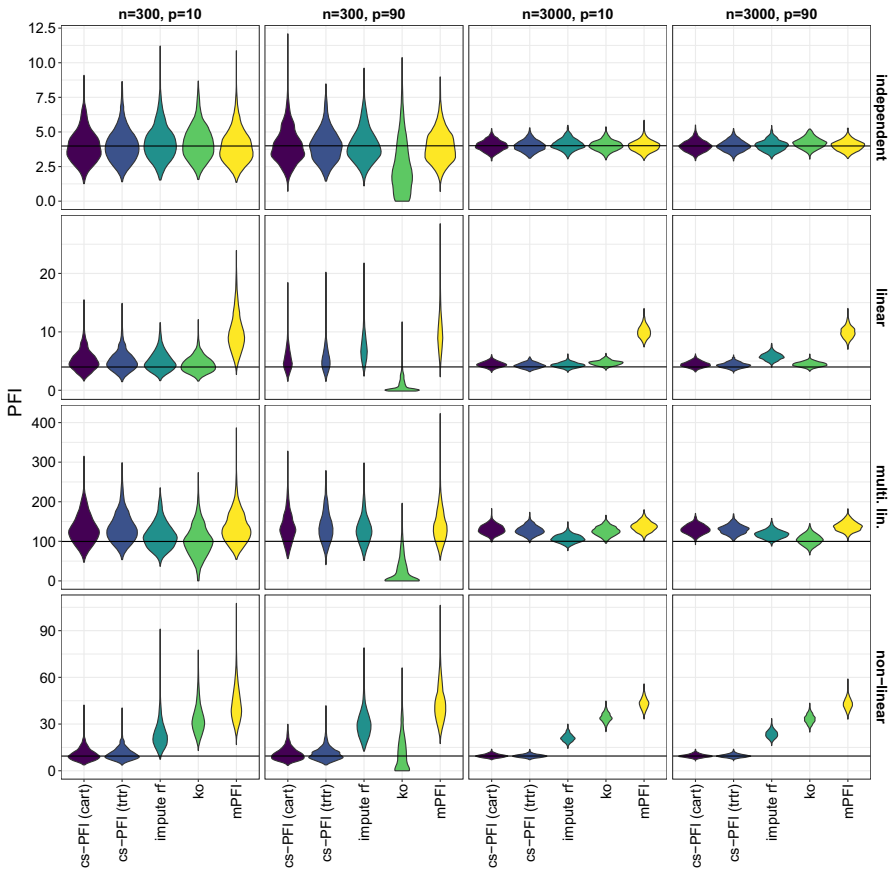 n=300, p=10
n=300, p=90
n=3000, p=10
n=3000, p=90
12.5
10.0
7.5
5.0
2.5
0.0
independent
20
10
0
linear
PFI
400
300
200
100
0
multi. lin.
90
60
30
0
non−linear
cs−PFI (cart)
cs−PFI (trtr)
impute rf
ko
mPFI
cs−PFI (cart)
cs−PFI (trtr)
impute rf
ko
mPFI
cs−PFI (cart)
cs−PFI (trtr)
impute rf
ko
mPFI
cs−PFI (cart)
cs−PFI (trtr)
impute rf
ko
mPFI